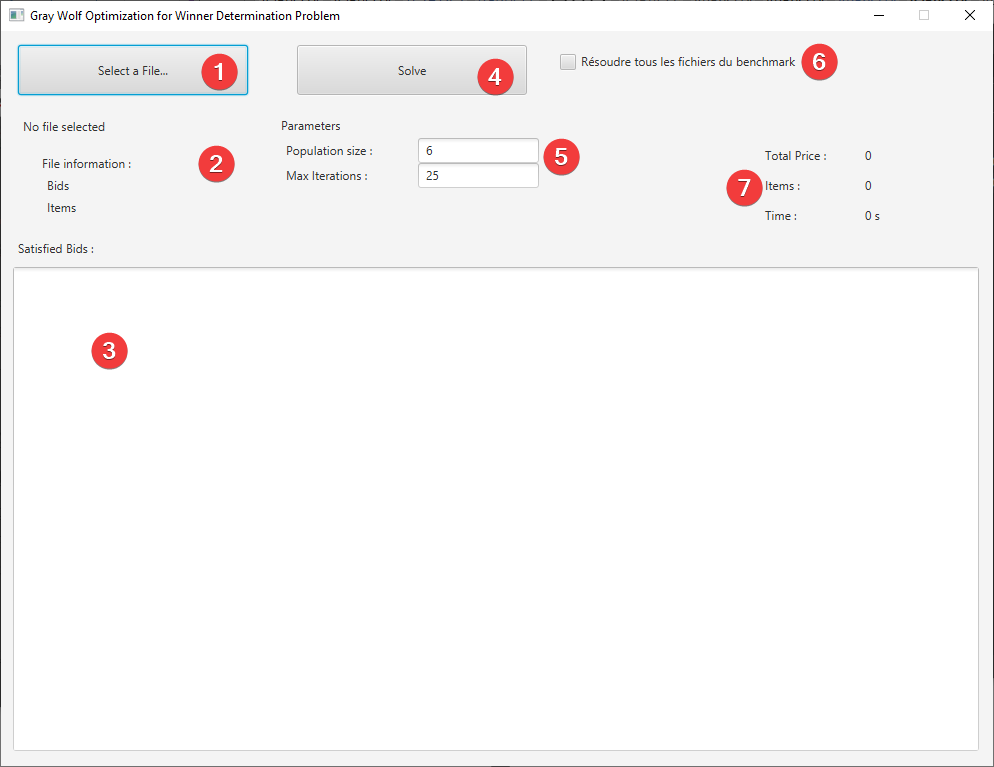 Gray Wolf Optimization for Winner Determination Problem
Select a File... 1
Solve 4
Résoudre tous les fichiers du benchmark 6
No file selected
File information : 2
Bids
Items
Parameters
Population size : 6 5
Max Iterations : 25
Total Price : 0
7 Items : 0
Time : 0 s
Satisfied Bids :
3